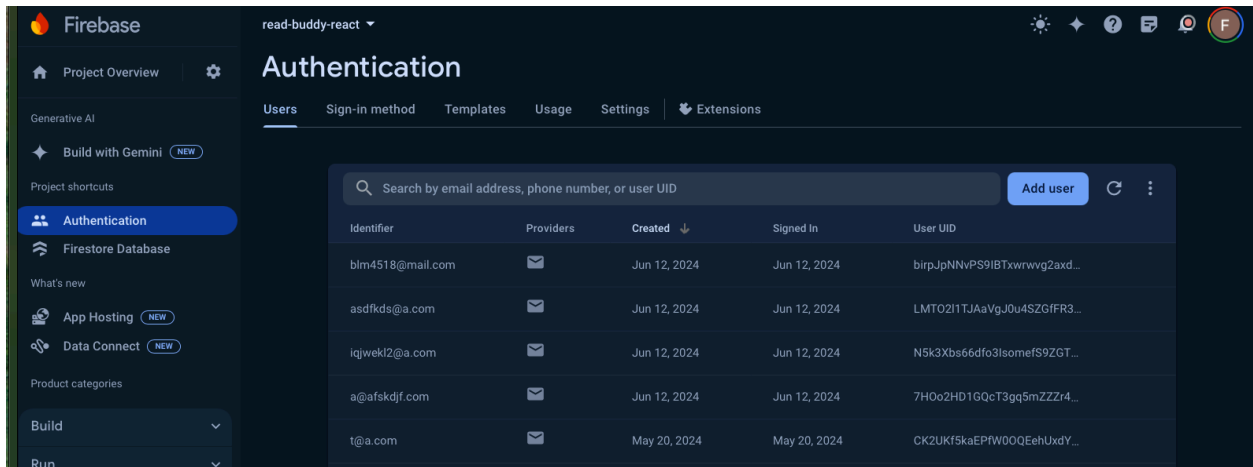 Firebase
read-buddy-react
F
Project Overview
Authentication
Users Sign-in method Templates Usage Settings Extensions
Generative AI
Build with Gemini NEW
Project shortcuts
Authentication
Firestore Database
What's new
App Hosting NEW
Data Connect NEW
Product categories
Build
Run
Search by email address, phone number, or user UID
Add user
Identifier Providers Created Signed In User UID
blm4518@mail.com Jun 12, 2024 Jun 12, 2024 birpJpNNvPS9IBTxwrwvg2axd...
asdfkds@a.com Jun 12, 2024 Jun 12, 2024 LMTO2l1TJAaVgJ0u4SZGfFR3...
iqjwekl2@a.com Jun 12, 2024 Jun 12, 2024 N5k3Xbs66dfo3IsomefS9ZGT...
a@afskdjf.com Jun 12, 2024 Jun 12, 2024 7HOo2HD1GQcT3gq5mZZZr4...
t@a.com May 20, 2024 May 20, 2024 CK2UKf5kaEPfW0OQEehUxdY...